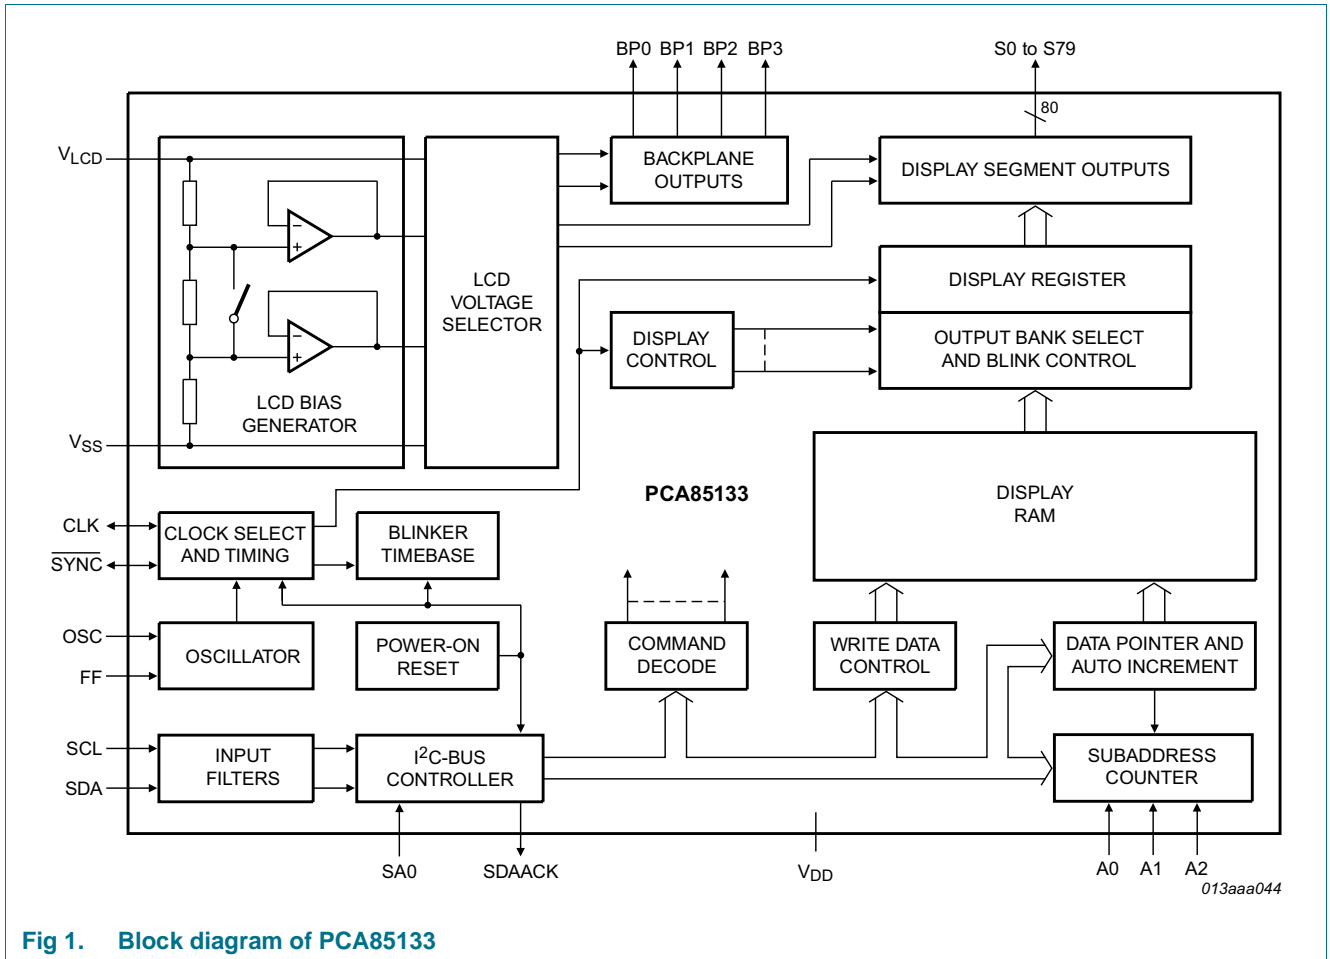 BP0 BP1 BP2 BP3
S0 to S79
80
VLCD
BACKPLANE
OUTPUTS
DISPLAY SEGMENT OUTPUTS
−
+
LCD
VOLTAGE
SELECTOR
DISPLAY REGISTER
DISPLAY
CONTROL
OUTPUT BANK SELECT
AND BLINK CONTROL
−
+
LCD BIAS
GENERATOR
VSS
PCA85133
DISPLAY
RAM
CLK
SYNC
CLOCK SELECT
AND TIMING
BLINKER
TIMEBASE
OSC
FF
OSCILLATOR
POWER-ON
RESET
COMMAND
DECODE
WRITE DATA
CONTROL
DATA POINTER AND
AUTO INCREMENT
SCL
SDA
INPUT
FILTERS
I2C-BUS
CONTROLLER
SUBADDRESS
COUNTER
SA0
SDAACK
VDD
A0 A1 A2
013aaa044
Fig 1. Block diagram of PCA85133